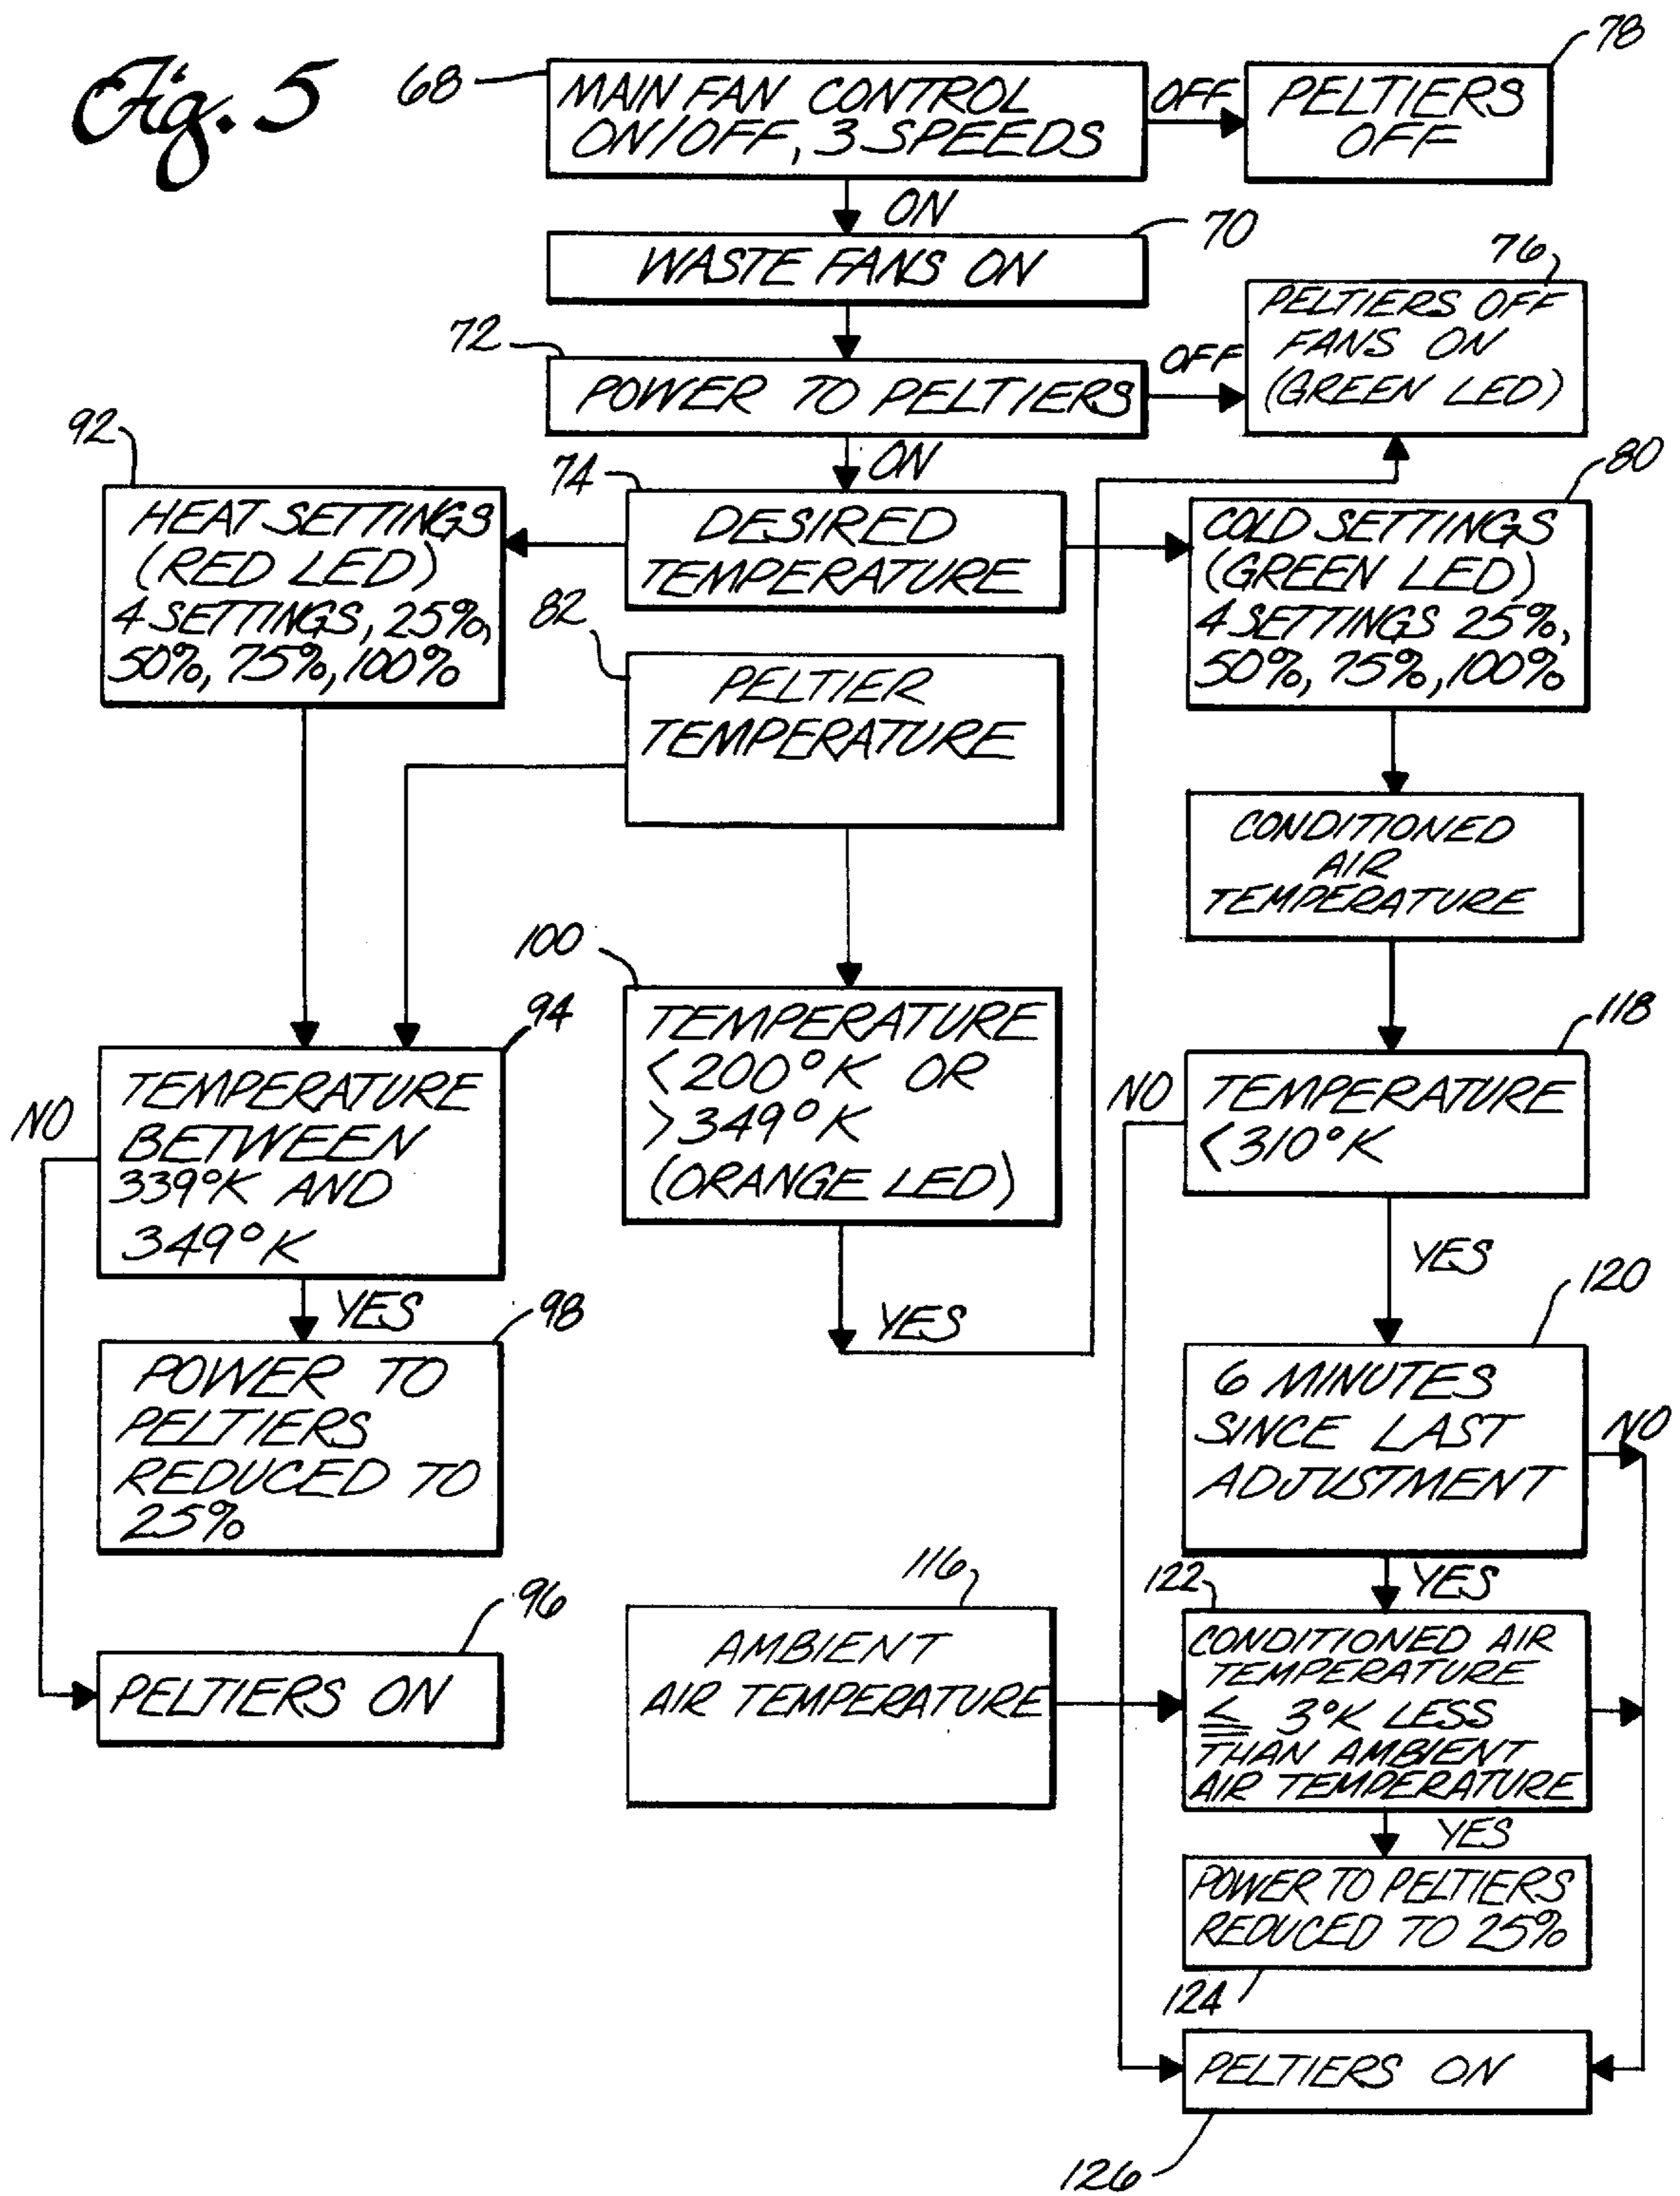 Fig. 5
68
MAIN FAN CONTROL
ON/OFF, 3 SPEEDS
OFF
78
PELTIERS
OFF
ON
70
WASTE FANS ON
76
PELTIERS OFF
FANS ON
(GREEN LED)
72
POWER TO PELTIERS
OFF
ON
92
HEAT SETTINGS
(RED LED)
4 SETTINGS, 25%,
50%, 75%, 100%
74
DESIRED
TEMPERATURE
80
COLD SETTINGS
(GREEN LED)
4 SETTINGS 25%,
50%, 75%, 100%
82
PELTIER
TEMPERATURE
CONDITIONED
AIR
TEMPERATURE
100
TEMPERATURE
<200°K OR
>349°K
(ORANGE LED)
YES
94
TEMPERATURE
BETWEEN
339°K AND
349°K
NO
YES
98
POWER TO
PELTIERS
REDUCED TO
25%
96
PELTIERS ON
118
NO
TEMPERATURE
<310°K
YES
120
6 MINUTES
SINCE LAST
ADJUSTMENT
NO
YES
116
AMBIENT
AIR TEMPERATURE
122
CONDITIONED AIR
TEMPERATURE
≦ 3°K LESS
THAN AMBIENT
AIR TEMPERATURE
YES
POWER TO PELTIERS
REDUCED TO 25%
124
PELTIERS ON
126